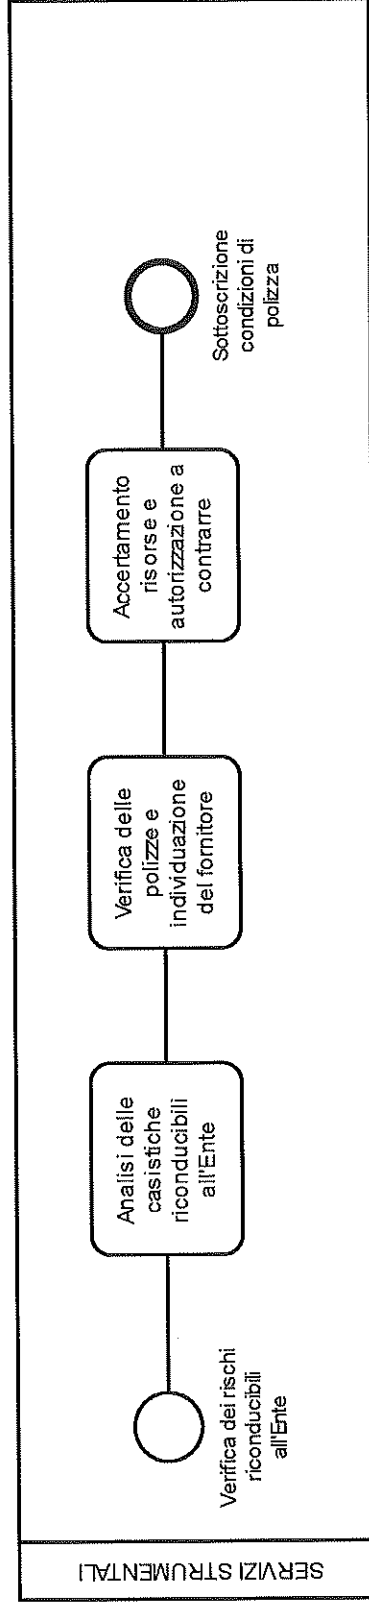 SERVIZI STRUMENTALI
Verifica dei rischi
riconducibili
all'Ente
Analisi delle
casistiche
riconducibili
all'Ente
Verifica delle
polizze e
individuazione
del fornitore
Accertamento
risorse e
autorizzazione a
contrarre
Sottoscrizione
condizioni di
polizza